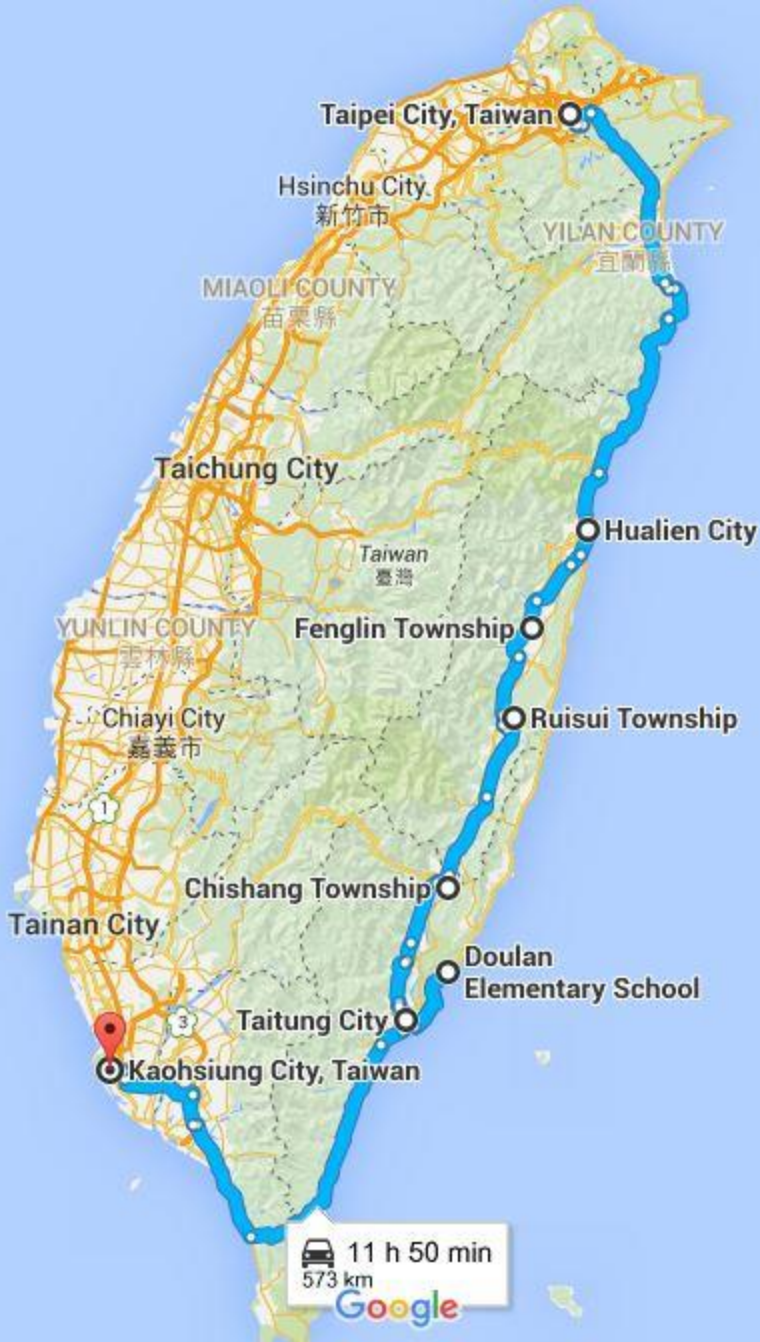 Taipei City, Taiwan
Hsinchu City
新竹市
YILAN COUNTY
宜蘭縣
MIAOLI COUNTY
苗栗縣
Taichung City
Hualien City
Taiwan
臺灣
YUNLIN COUNTY
雲林縣
Fenglin Township
Chiayi City
嘉義市
Ruisui Township
1
Chishang Township
Tainan City
Doulan
Elementary School
3
Taitung City
Kaohsiung City, Taiwan
11 h 50 min
573 km
Google